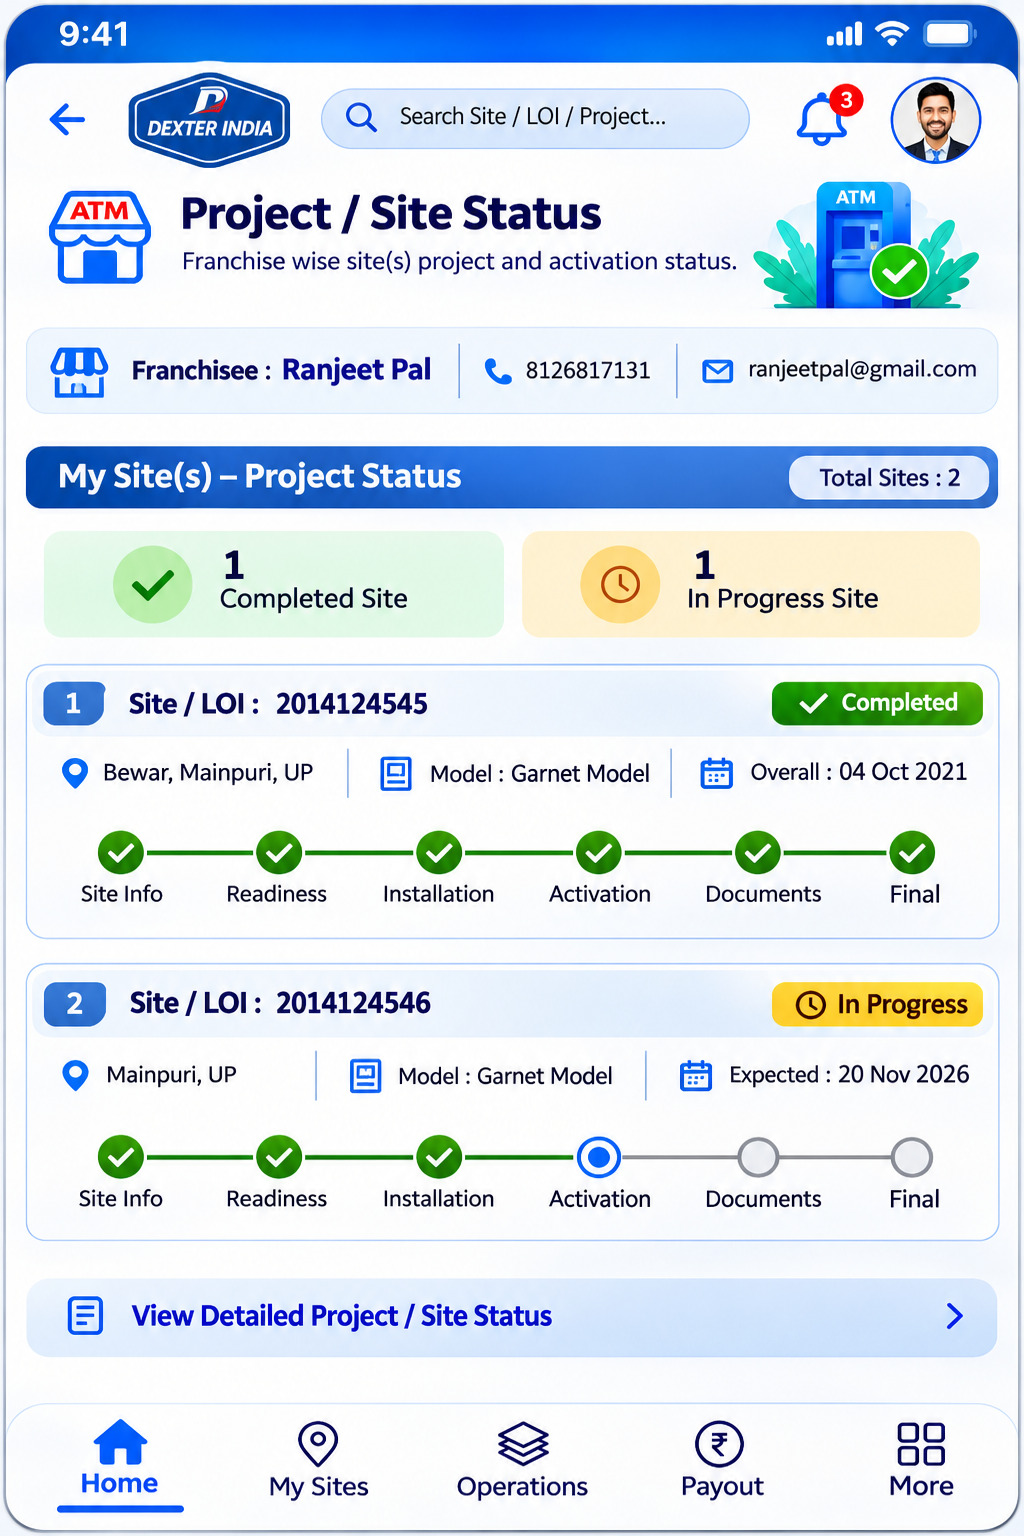 9:41
DEXTER INDIA
Search Site / LOI / Project...
3
ATM
Project / Site Status
Franchise wise site(s) project and activation status.
ATM
Franchisee : Ranjeet Pal
8126817131
ranjeetpal@gmail.com
My Site(s) – Project Status
Total Sites : 2
1
Completed Site
1
In Progress Site
1
Site / LOI : 2014124545
Completed
Bewar, Mainpuri, UP
Model : Garnet Model
Overall : 04 Oct 2021
Site Info
Readiness
Installation
Activation
Documents
Final
2
Site / LOI : 2014124546
In Progress
Mainpuri, UP
Model : Garnet Model
Expected : 20 Nov 2026
Site Info
Readiness
Installation
Activation
Documents
Final
View Detailed Project / Site Status
Home
My Sites
Operations
₹
Payout
More